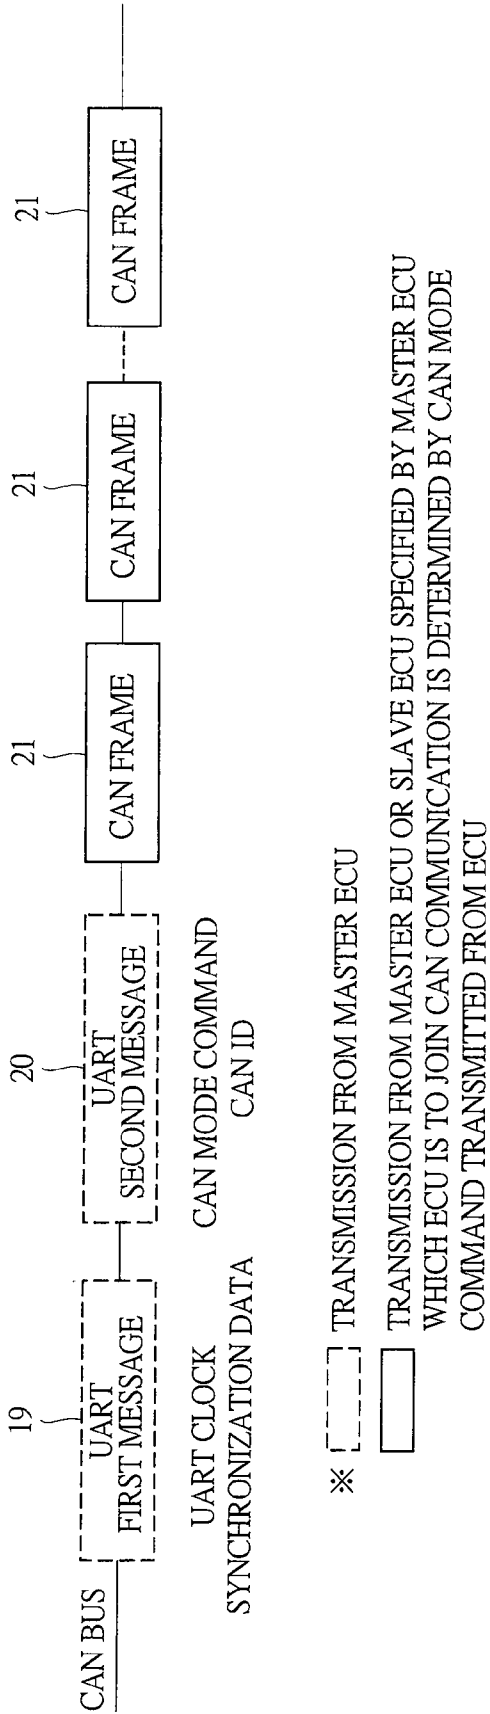 CAN BUS
19
UART
FIRST MESSAGE
UART CLOCK
SYNCHRONIZATION DATA
20
UART
SECOND MESSAGE
CAN MODE COMMAND
CAN ID
21
CAN FRAME
21
CAN FRAME
21
CAN FRAME
※ TRANSMISSION FROM MASTER ECU
TRANSMISSION FROM MASTER ECU OR SLAVE ECU SPECIFIED BY MASTER ECU
WHICH ECU IS TO JOIN CAN COMMUNICATION IS DETERMINED BY CAN MODE
COMMAND TRANSMITTED FROM ECU